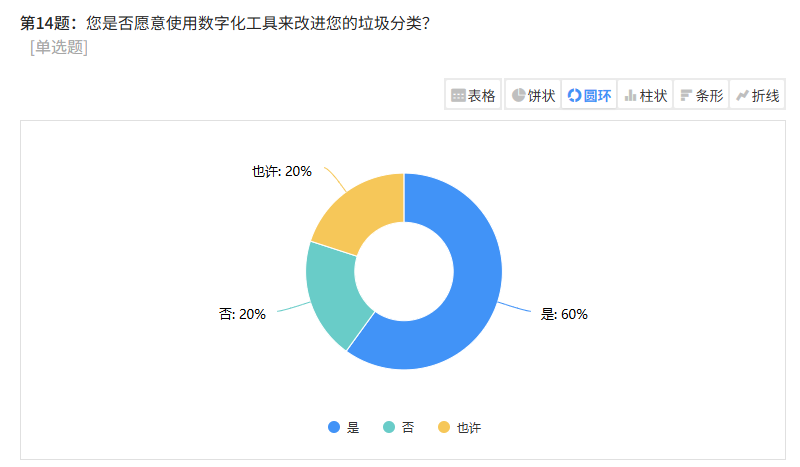 第14题：您是否愿意使用数字化工具来改进您的垃圾分类?
[单选题]
表格 饼状 圆环 柱状 条形 折线
也许: 20%
否: 20%
是: 60%
是 否 也许